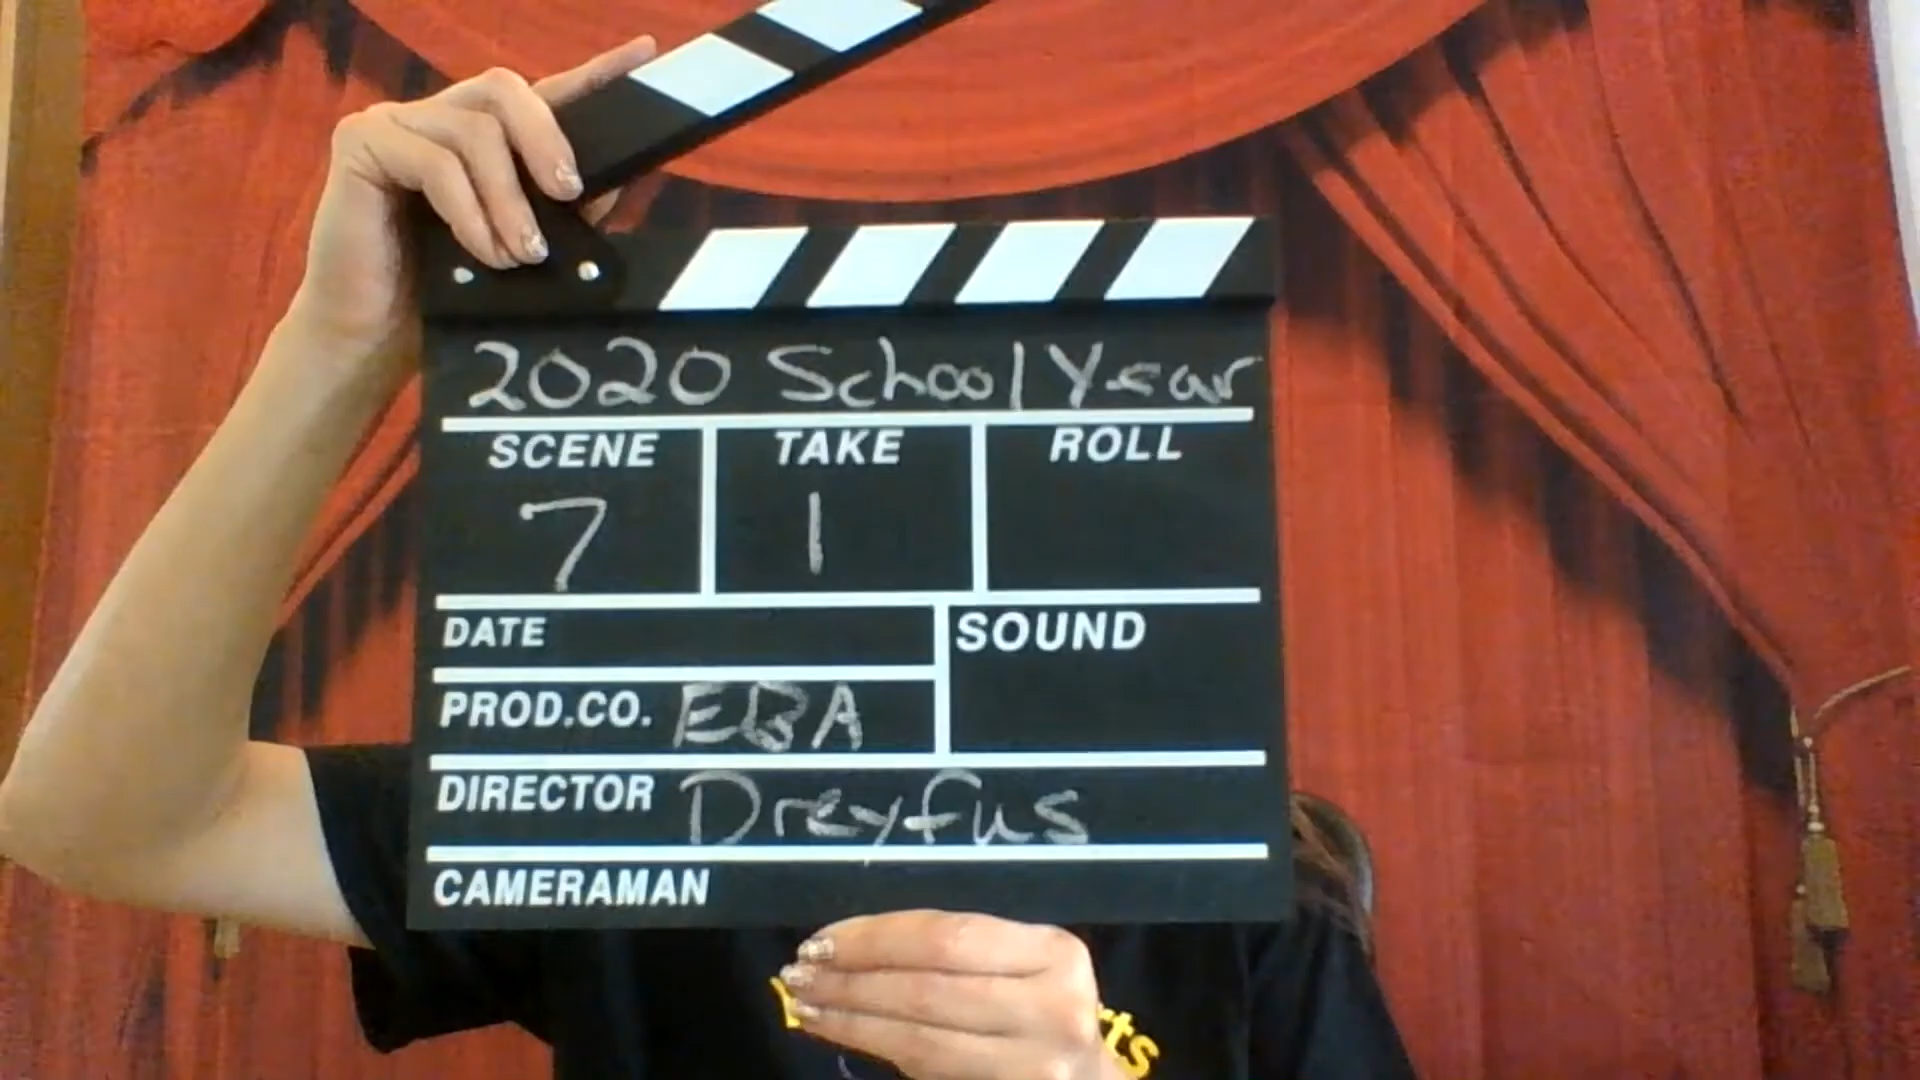 2020 School Year
SCENE TAKE ROLL
7 1
DATE SOUND
PROD.CO. EBA
DIRECTOR Dreyfus
CAMERAMAN